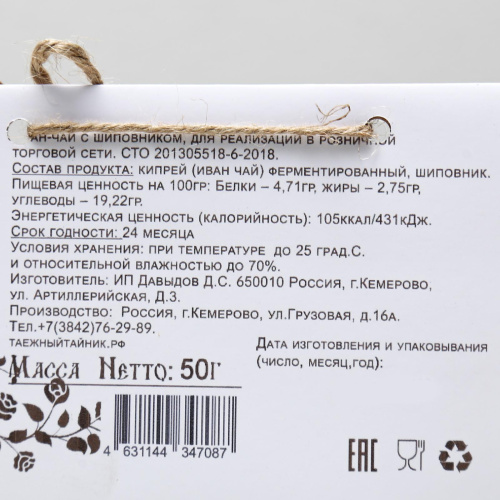 АН-ЧАЙ С ШИПОВНИКОМ, ДЛЯ РЕАЛИЗАЦИИ В РОЗНИЧНОЙ
ТОРГОВОЙ СЕТИ. СТО 201305518-6-2018.
СОСТАВ ПРОДУКТА: КИПРЕЙ (ИВАН ЧАЙ) ФЕРМЕНТИРОВАННЫЙ, ШИПОВНИК.
ПИЩЕВАЯ ЦЕННОСТЬ НА 100ГР: БЕЛКИ – 4,71ГР, ЖИРЫ – 2,75ГР,
УГЛЕВОДЫ – 19,22ГР.
ЭНЕРГЕТИЧЕСКАЯ ЦЕННОСТЬ (КАЛОРИЙНОСТЬ): 105ККАЛ/431КДЖ.
СРОК ГОДНОСТИ: 24 МЕСЯЦА
УСЛОВИЯ ХРАНЕНИЯ: ПРИ ТЕМПЕРАТУРЕ ДО 25 ГРАД.С
И ОТНОСИТЕЛЬНОЙ ВЛАЖНОСТЬЮ ДО 70%.
ИЗГОТОВИТЕЛЬ: ИП ДАВЫДОВ Д.С. 650010 РОССИЯ, Г.КЕМЕРОВО,
УЛ. АРТИЛЛЕРИЙСКАЯ, Д.3.
ПРОИЗВОДСТВО: РОССИЯ, Г.КЕМЕРОВО, УЛ.ГРУЗОВАЯ, Д.16А.
ТЕЛ.+7(3842)76-29-89.
ТАЕЖНЫЙТАЙНИК.РФ
ДАТА ИЗГОТОВЛЕНИЯ И УПАКОВЫВАНИЯ
(ЧИСЛО, МЕСЯЦ,ГОД):
МАССА НЕТТО: 50Г
4 631144 347087
EAC